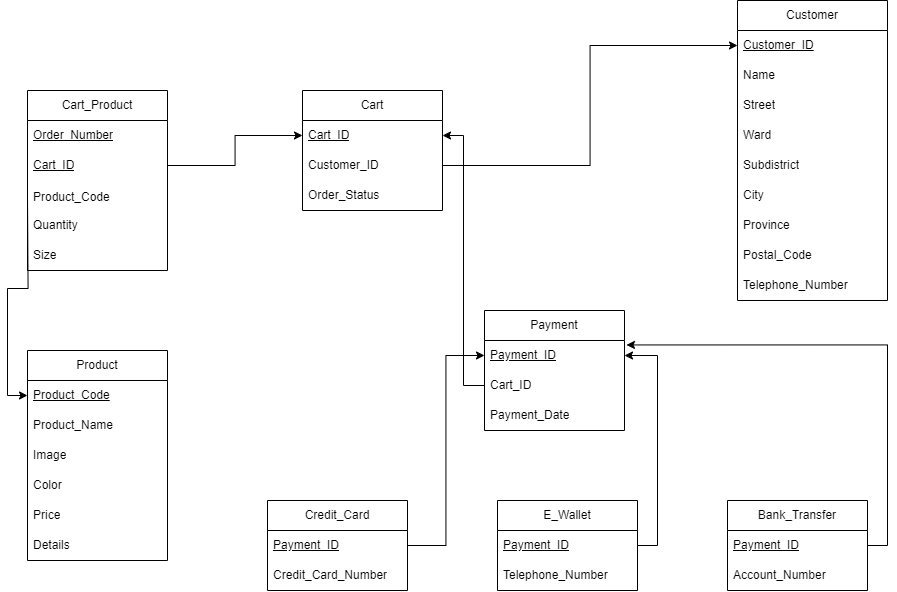 Customer
Customer_ID
Name
Street
Ward
Subdistrict
City
Province
Postal_Code
Telephone_Number
Cart_Product
Order_Number
Cart_ID
Product_Code
Quantity
Size
Cart
Cart_ID
Customer_ID
Order_Status
Payment
Payment_ID
Cart_ID
Payment_Date
Product
Product_Code
Product_Name
Image
Color
Price
Details
Credit_Card
Payment_ID
Credit_Card_Number
E_Wallet
Payment_ID
Telephone_Number
Bank_Transfer
Payment_ID
Account_Number